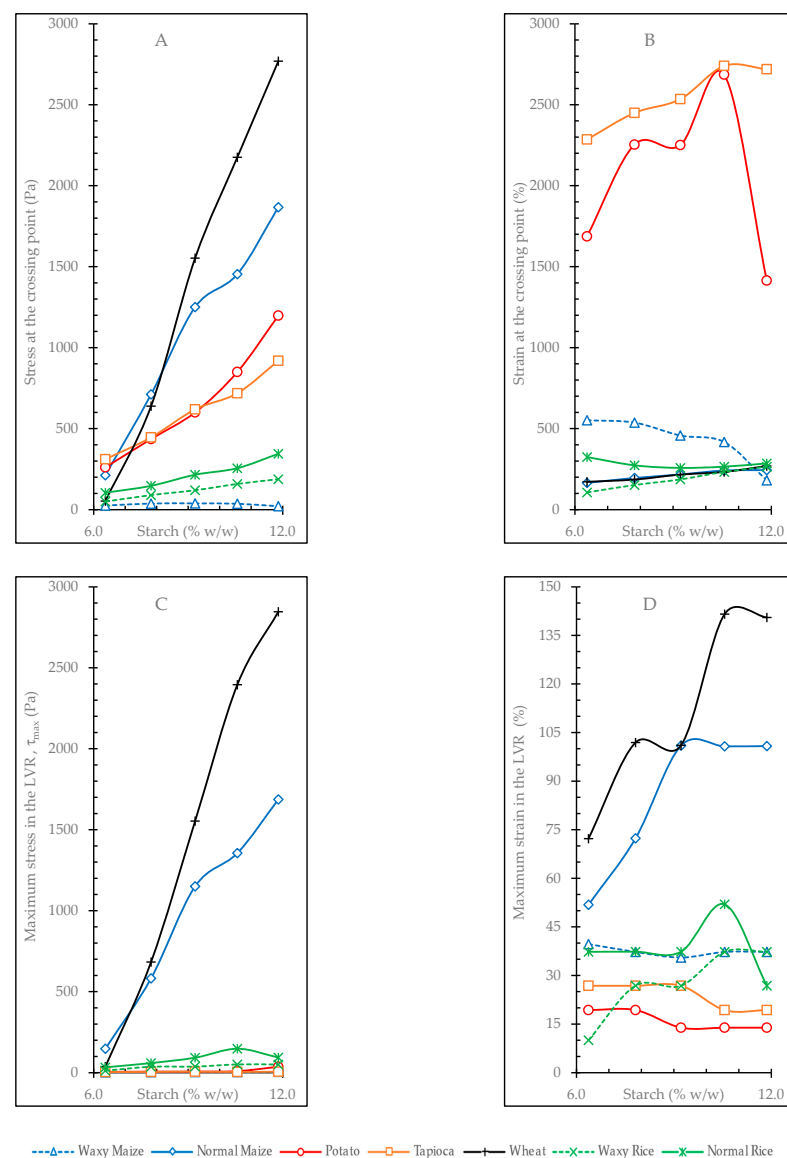 A
Stress at the crossing point (Pa)
3000
2500
2000
1500
1000
500
0
6.0 Starch (% w/w) 12.0
B
Strain at the crossing point (%)
3000
2500
2000
1500
1000
500
0
6.0 Starch (% w/w) 12.0
C
Maximum stress in the LVR, τmax (Pa)
3000
2500
2000
1500
1000
500
0
6.0 Starch (% w/w) 12.0
D
Maximum strain in the LVR (%)
150
135
120
105
90
75
60
45
30
15
0
6.0 Starch (% w/w) 12.0
Waxy Maize Normal Maize Potato Tapioca Wheat Waxy Rice Normal Rice